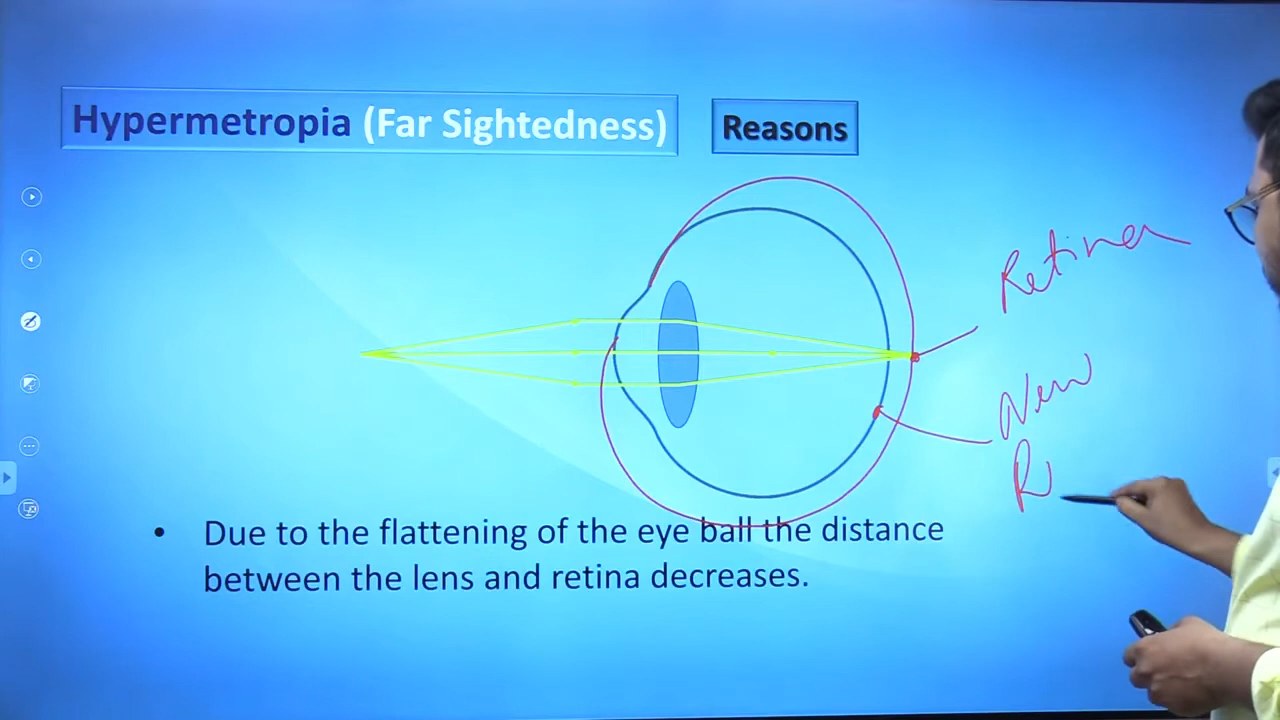 Hypermetropia (Far Sightedness)
Reasons
Retina
New
R
• Due to the flattening of the eye ball the distance
between the lens and retina decreases.